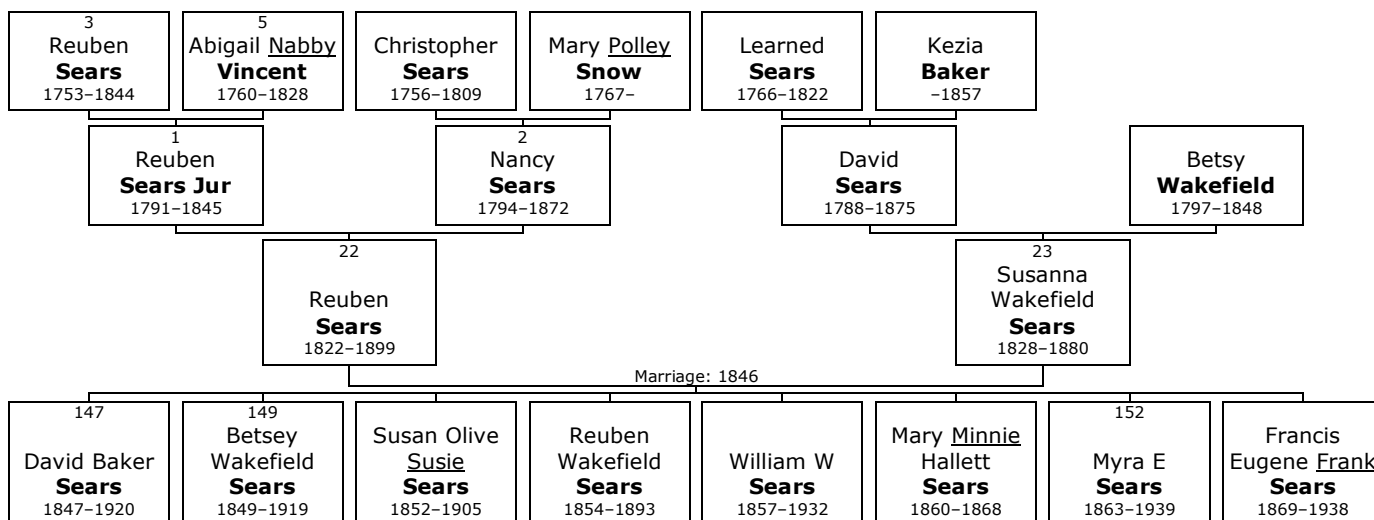 3
Reuben
Sears
1753–1844
5
Abigail Nabby
Vincent
1760–1828
Christopher
Sears
1756–1809
Mary Polley
Snow
1767–
Learned
Sears
1766–1822
Kezia
Baker
–1857
1
Reuben
Sears Jur
1791–1845
2
Nancy
Sears
1794–1872
David
Sears
1788–1875
Betsy
Wakefield
1797–1848
22
Reuben
Sears
1822–1899
23
Susanna
Wakefield
Sears
1828–1880
Marriage: 1846
147
David Baker
Sears
1847–1920
149
Betsey
Wakefield
Sears
1849–1919
Susan Olive
Susie
Sears
1852–1905
Reuben
Wakefield
Sears
1854–1893
William W
Sears
1857–1932
Mary Minnie
Hallett
Sears
1860–1868
152
Myra E
Sears
1863–1939
Francis
Eugene Frank
Sears
1869–1938